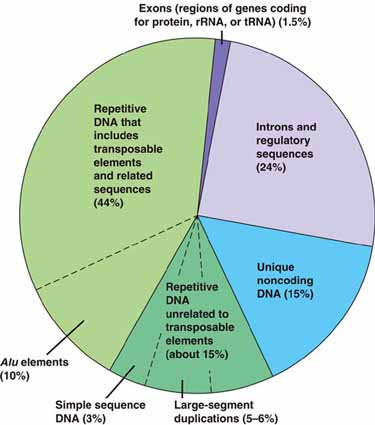 Exons (regions of genes coding
for protein, rRNA, or tRNA) (1.5%)
Repetitive
DNA that
includes
transposable
elements
and related
sequences
(44%)
Introns and
regulatory
sequences
(24%)
Unique
noncoding
DNA (15%)
Repetitive
DNA
unrelated to
transposable
elements
(about 15%)
Alu elements
(10%)
Simple sequence
DNA (3%)
Large-segment
duplications (5–6%)